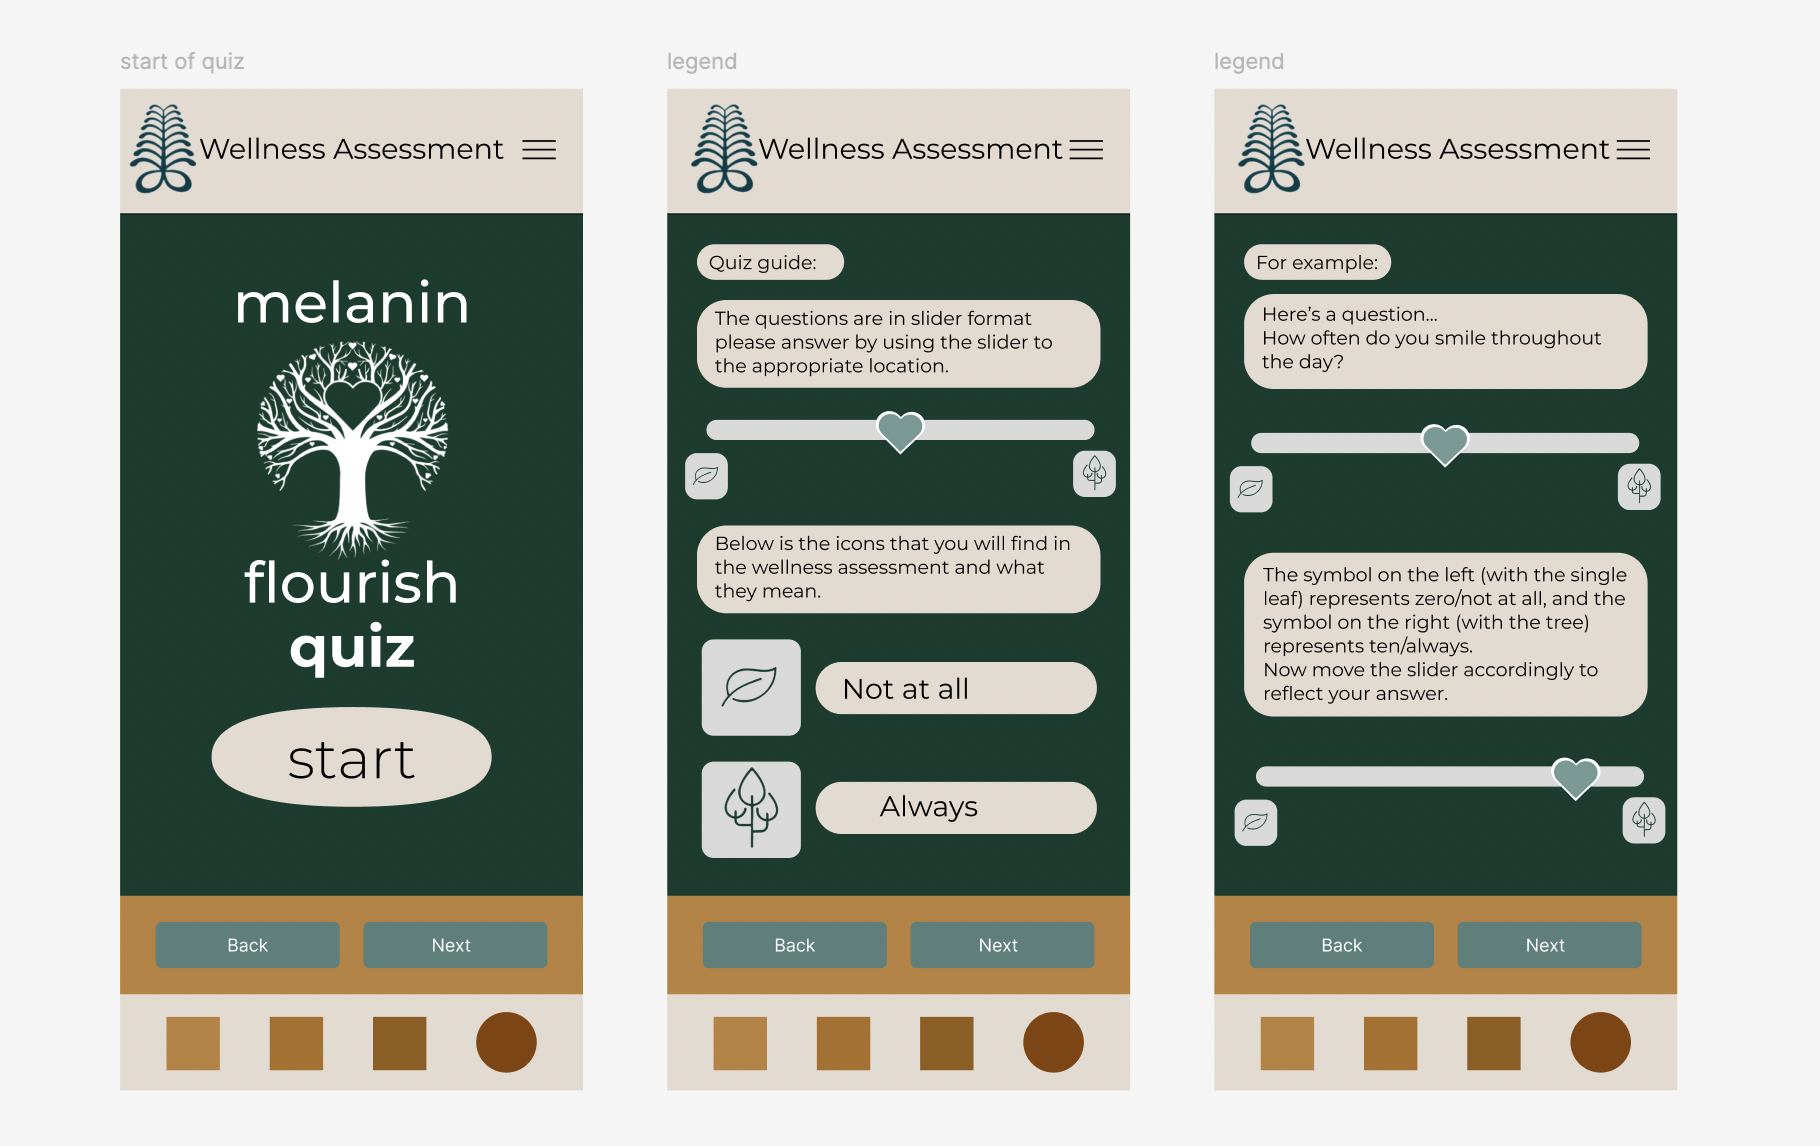 start of quiz
Wellness Assessment
melanin
flourish
quiz
start
Back
Next
legend
Wellness Assessment
Quiz guide:
The questions are in slider format
please answer by using the slider to
the appropriate location.
Below is the icons that you will find in
the wellness assessment and what
they mean.
Not at all
Always
Back
Next
legend
Wellness Assessment
For example:
Here's a question...
How often do you smile throughout
the day?
The symbol on the left (with the single
leaf) represents zero/not at all, and the
symbol on the right (with the tree)
represents ten/always.
Now move the slider accordingly to
reflect your answer.
Back
Next